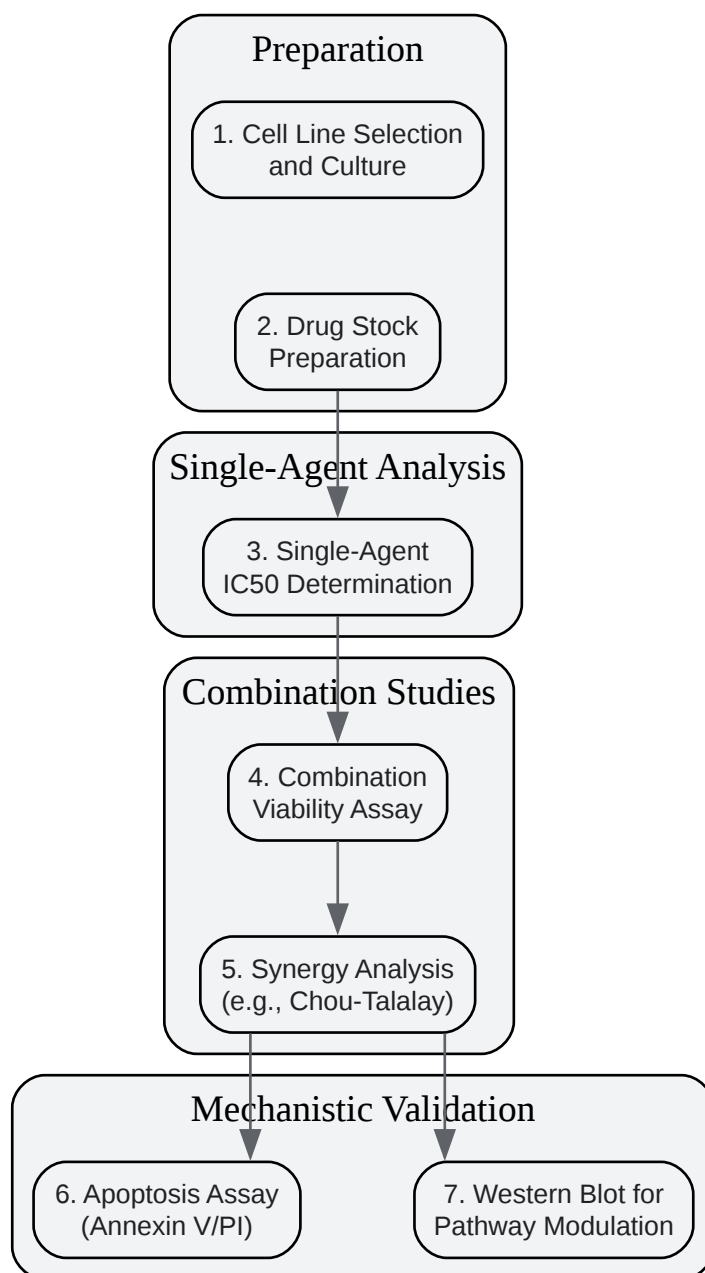 Preparation
1. Cell Line Selection
and Culture
2. Drug Stock
Preparation
Single-Agent Analysis
3. Single-Agent
IC50 Determination
Combination Studies
4. Combination
Viability Assay
5. Synergy Analysis
(e.g., Chou-Talalay)
Mechanistic Validation
6. Apoptosis Assay
(Annexin V/PI)
7. Western Blot for
Pathway Modulation